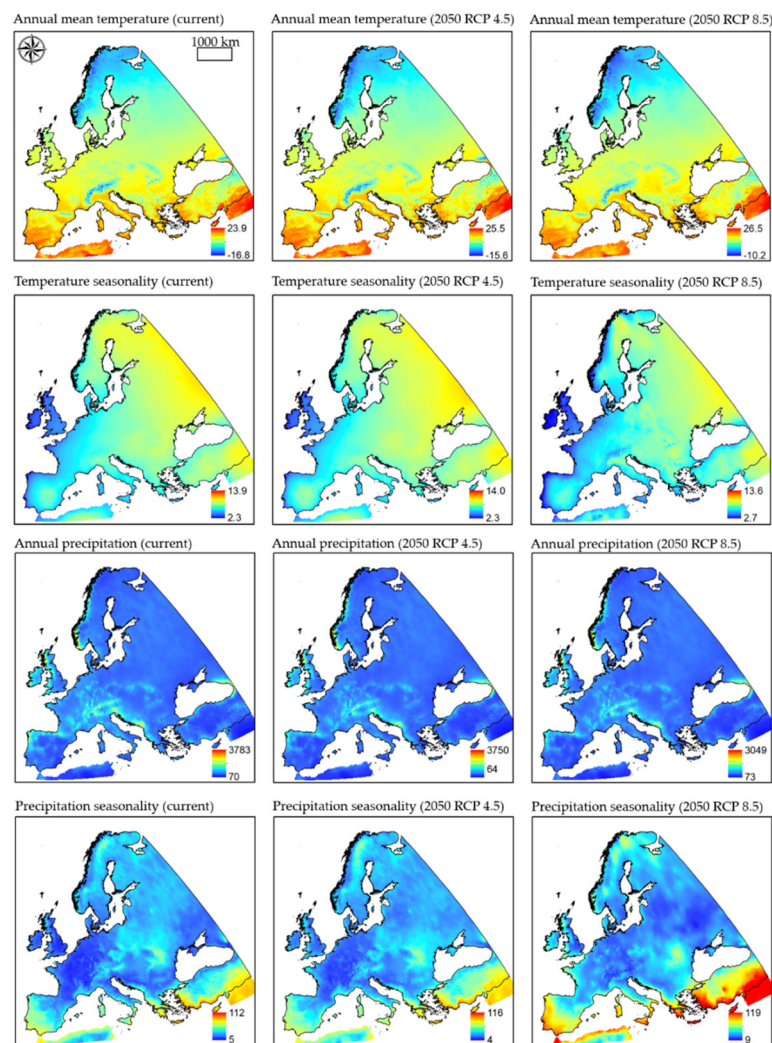 Annual mean temperature (current)
Annual mean temperature (2050 RCP 4.5)
Annual mean temperature (2050 RCP 8.5)
1000 km
23.9
-16.8
25.5
-15.6
26.5
-10.2
Temperature seasonality (current)
Temperature seasonality (2050 RCP 4.5)
Temperature seasonality (2050 RCP 8.5)
13.9
2.3
14.0
2.3
13.6
2.7
Annual precipitation (current)
Annual precipitation (2050 RCP 4.5)
Annual precipitation (2050 RCP 8.5)
3783
70
3750
64
3049
73
Precipitation seasonality (current)
Precipitation seasonality (2050 RCP 4.5)
Precipitation seasonality (2050 RCP 8.5)
112
5
116
4
119
9